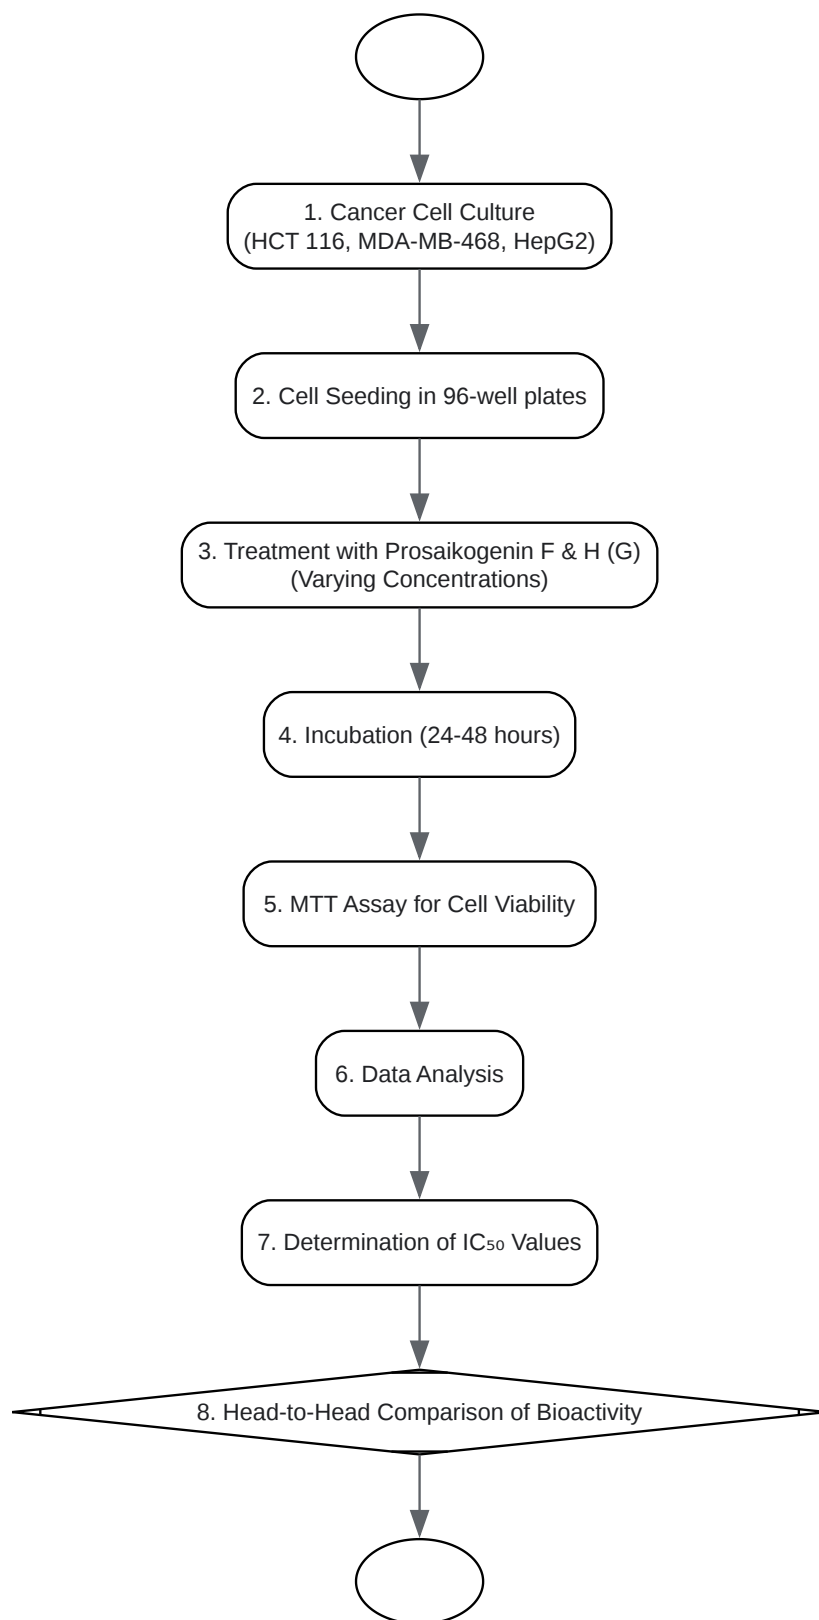 1. Cancer Cell Culture
(HCT 116, MDA-MB-468, HepG2)
2. Cell Seeding in 96-well plates
3. Treatment with Prosaikogenin F & H (G)
(Varying Concentrations)
4. Incubation (24-48 hours)
5. MTT Assay for Cell Viability
6. Data Analysis
7. Determination of IC₅₀ Values
8. Head-to-Head Comparison of Bioactivity